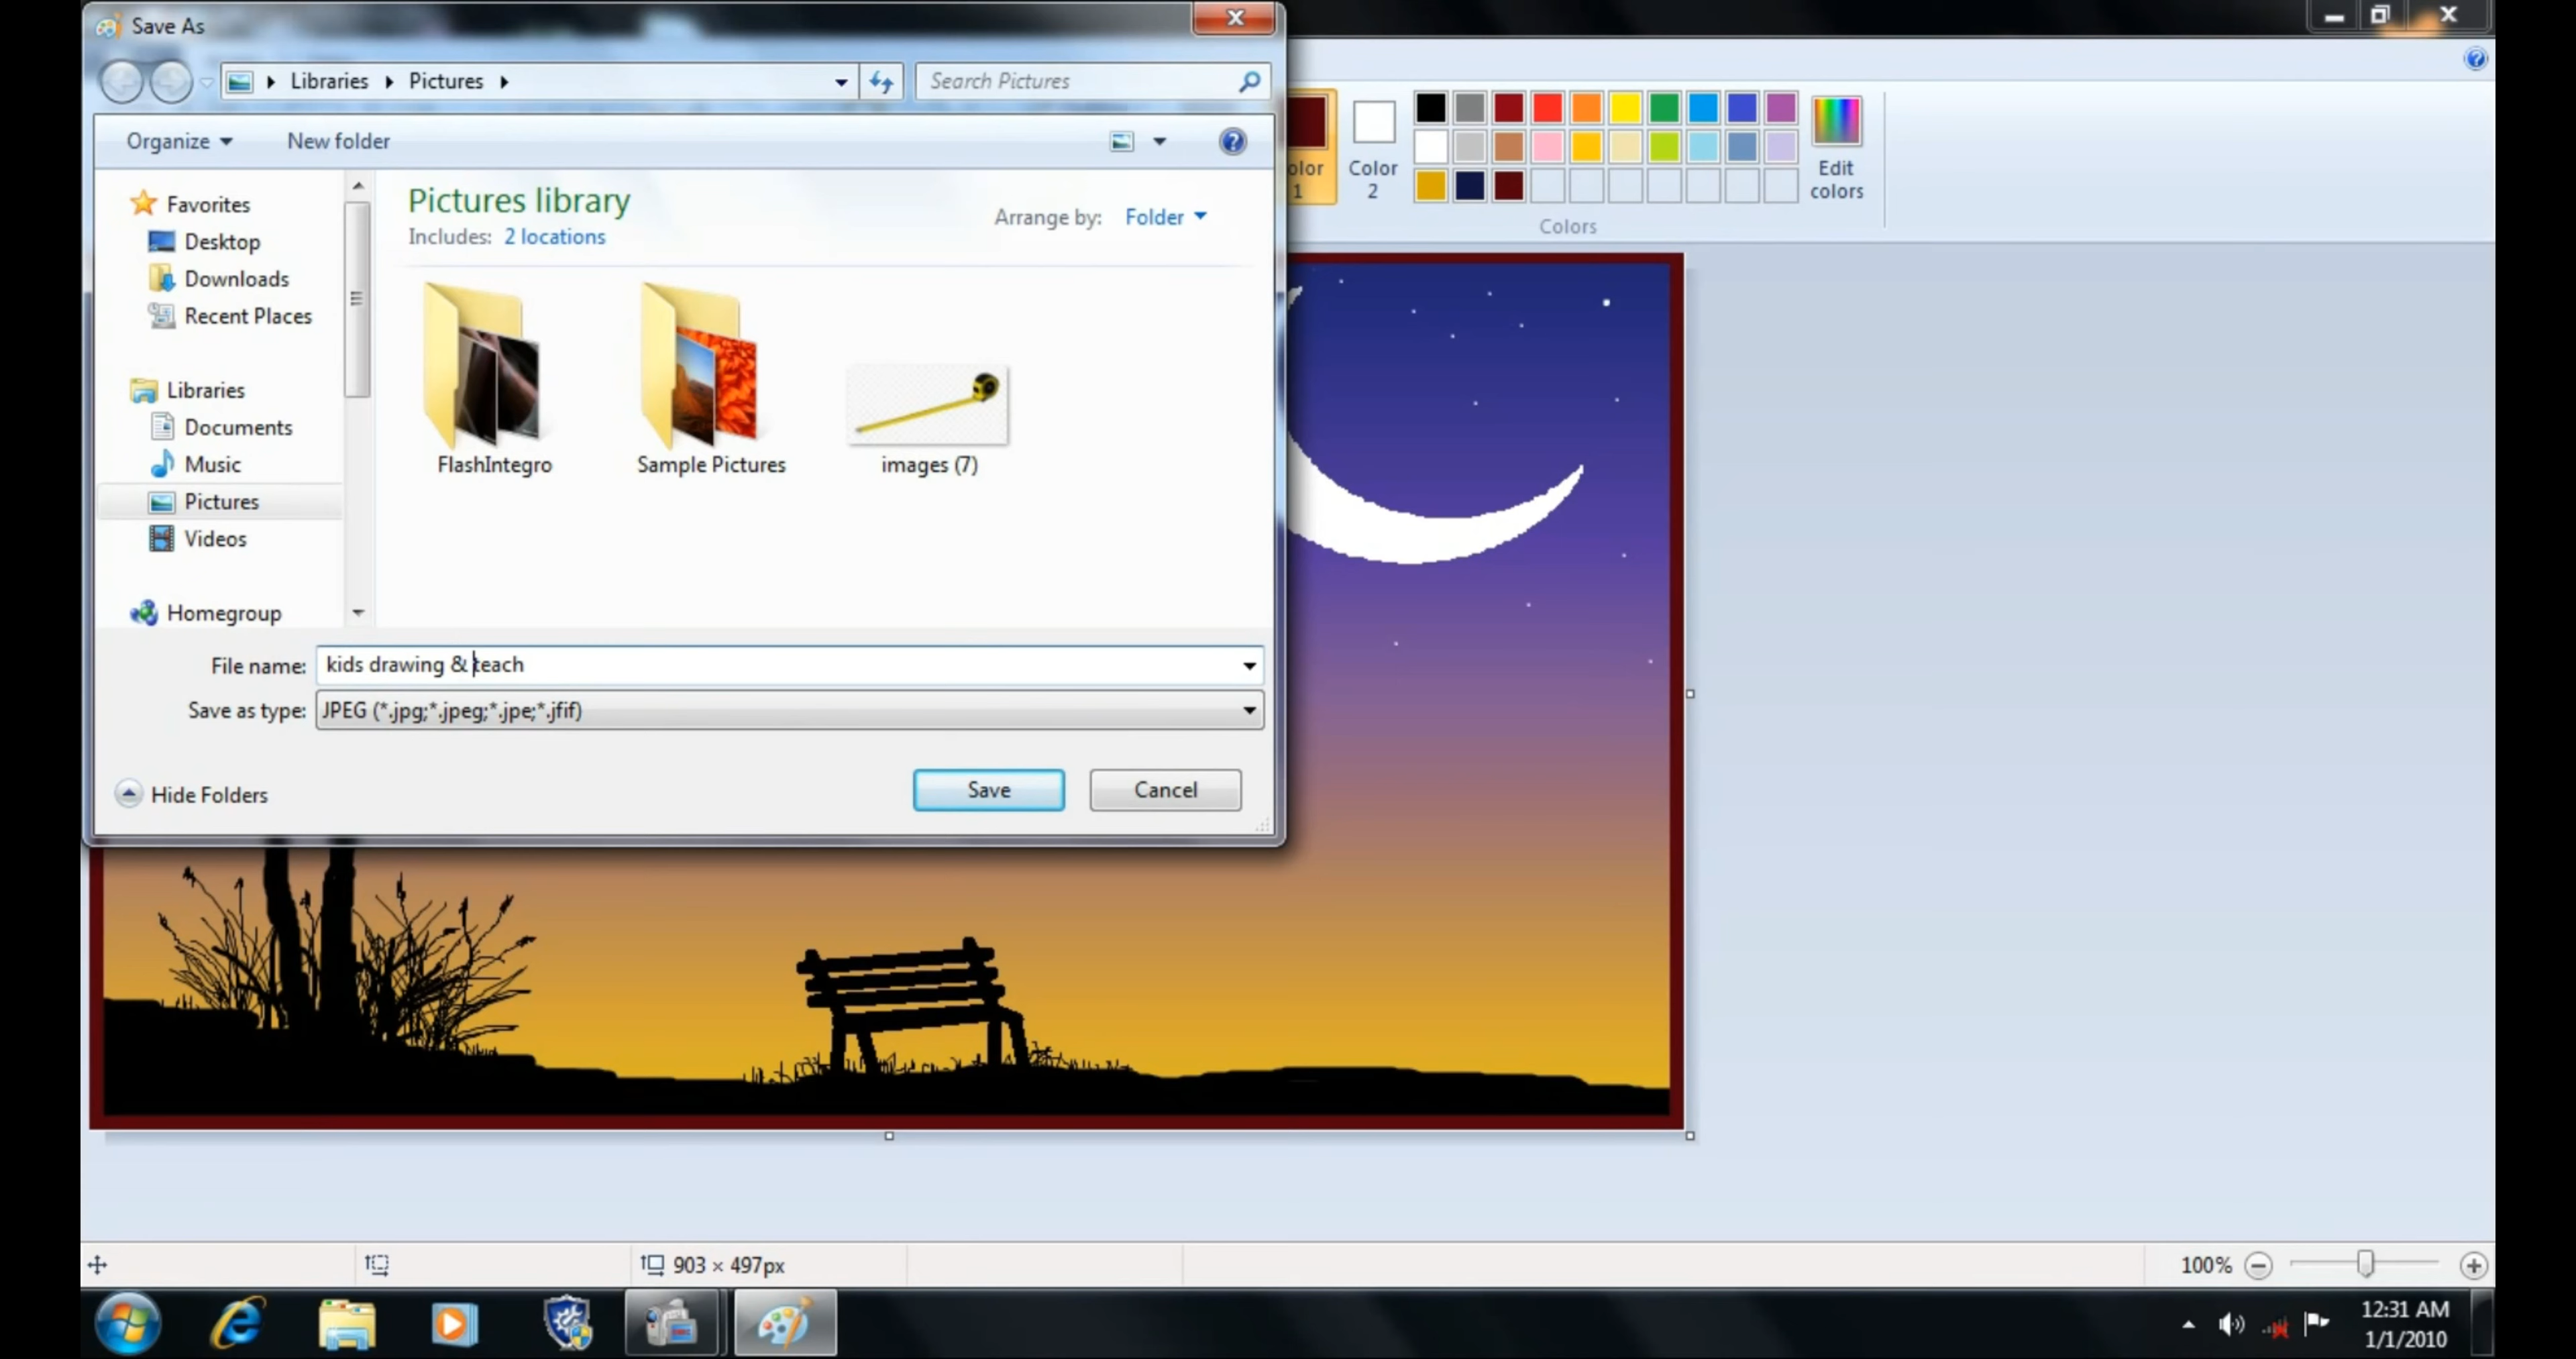 Save As
Libraries Pictures
Search Pictures
Organize
New folder
Favorites
Desktop
Downloads
Recent Places
Libraries
Documents
Music
Pictures
Videos
Homegroup
Pictures library
Includes: 2 locations
Arrange by: Folder
FlashIntegro
Sample Pictures
images (7)
File name: kids drawing & teach
Save as type: JPEG (*.jpg;*.jpeg;*.jpe;*.jfif)
Hide Folders
Save
Cancel
olor
1
Color
2
Edit
colors
Colors
903 × 497px
100%
12:31 AM
1/1/2010